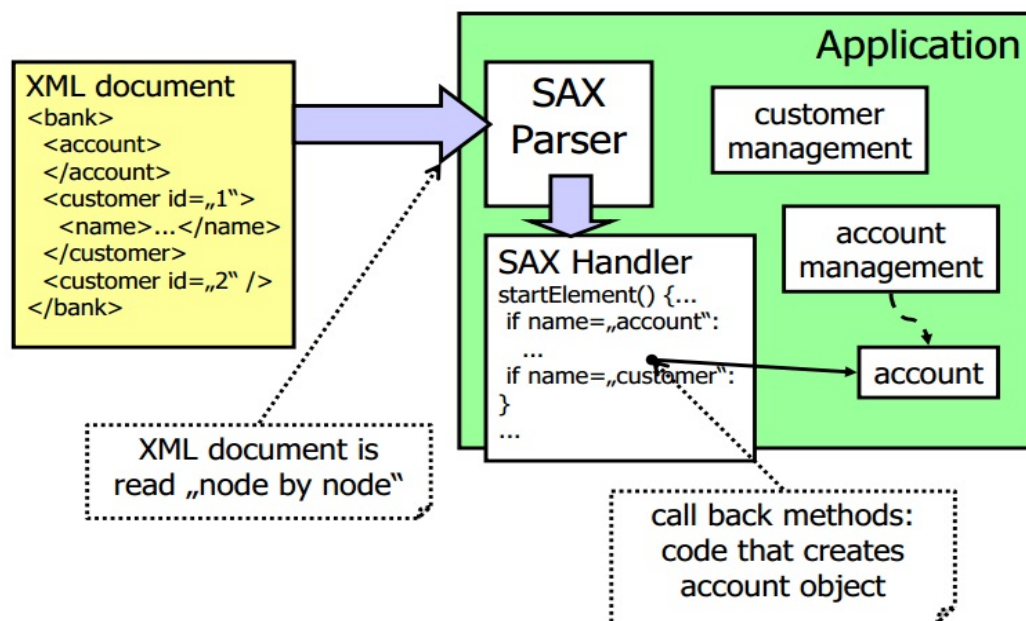 Application
XML document
<bank>
<account>
</account>
<customer id=„1“>
<name>...</name>
</customer>
<customer id=„2“ />
</bank>
SAX
Parser
customer
management
SAX Handler
startElement() {...
if name=„account“:
...
if name=„customer“:
}
...
account
management
account
XML document is
read „node by node“
call back methods:
code that creates
account object